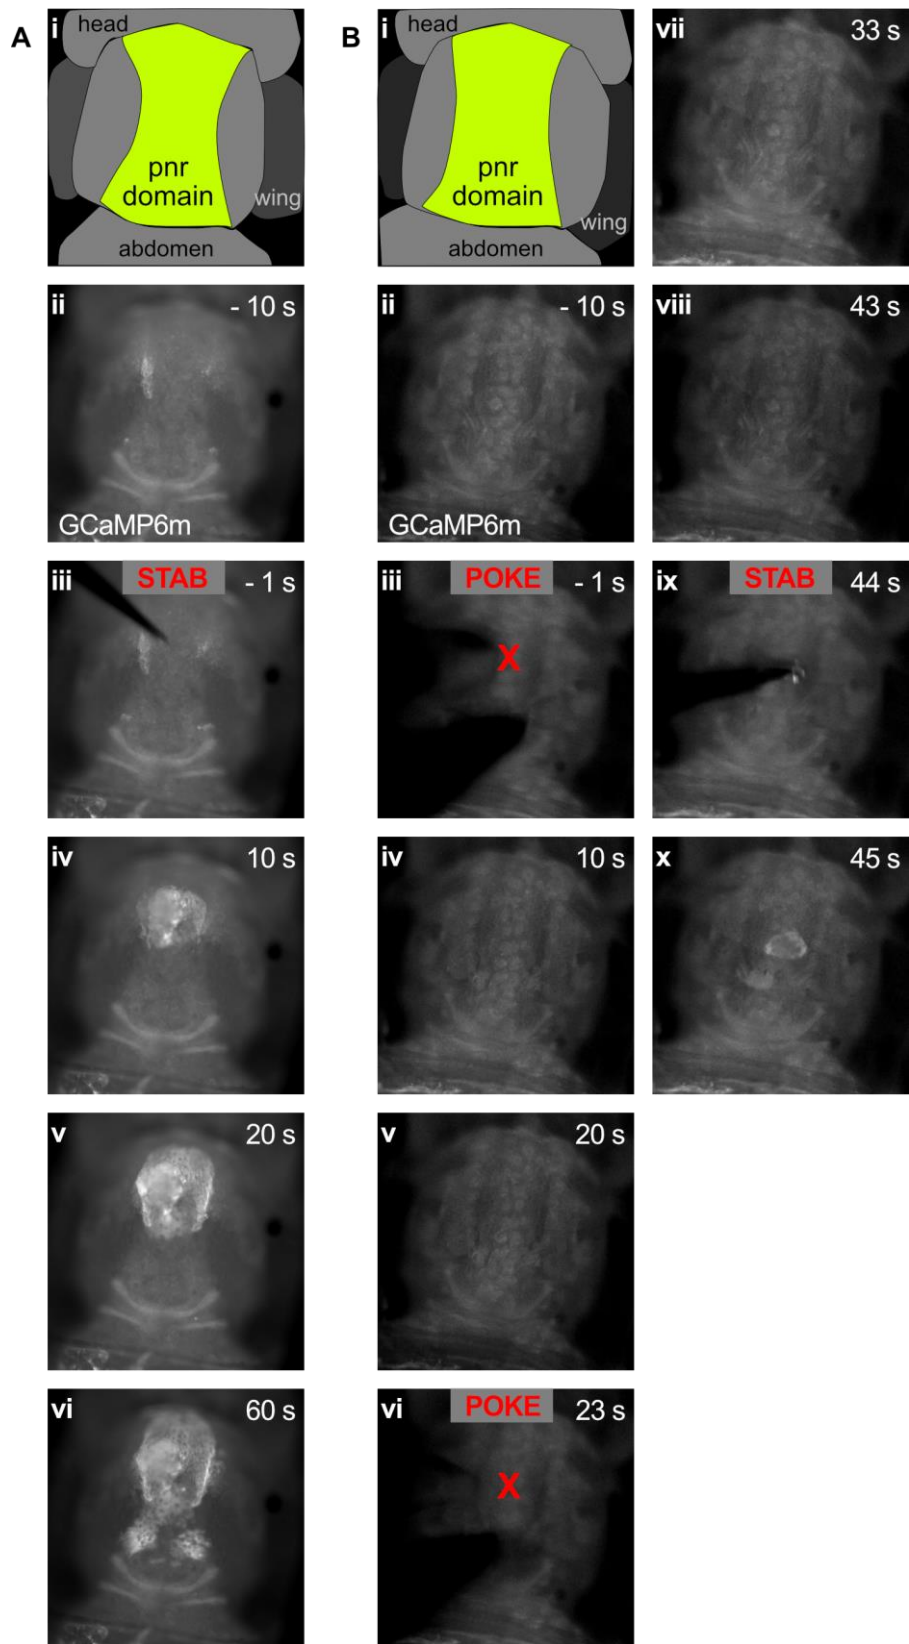 A
i
head
pnr
domain
wing
abdomen
ii
- 10 s
GCaMP6m
iii
STAB
- 1 s
iv
10 s
v
20 s
vi
60 s
B
i
head
pnr
domain
wing
abdomen
ii
- 10 s
GCaMP6m
iii
POKE
- 1 s
X
iv
10 s
v
20 s
vi
POKE
23 s
X
vii
33 s
viii
43 s
ix
STAB
44 s
x
45 s